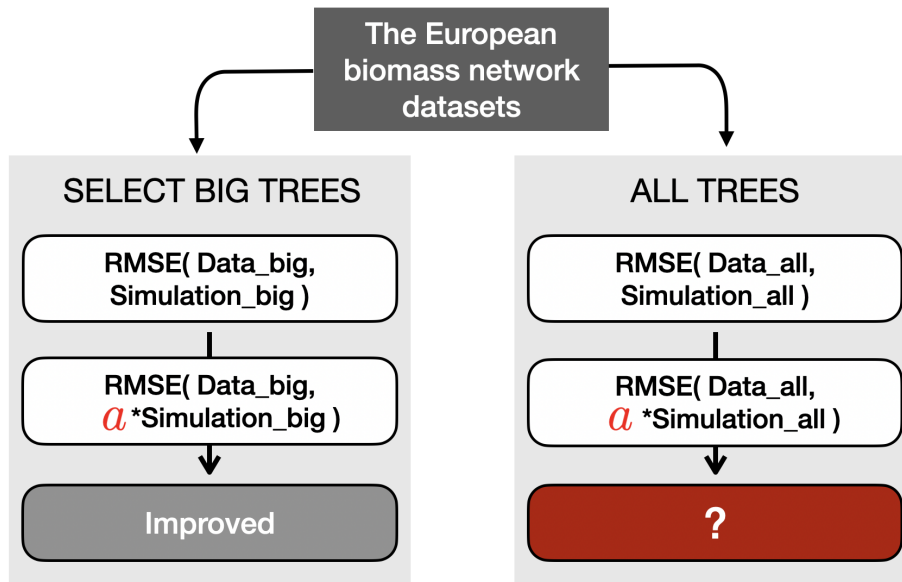 The European
biomass network
datasets
SELECT BIG TREES
RMSE( Data_big,
Simulation_big )
RMSE( Data_big,
a *Simulation_big )
Improved
ALL TREES
RMSE( Data_all,
Simulation_all )
RMSE( Data_all,
a *Simulation_all )
?